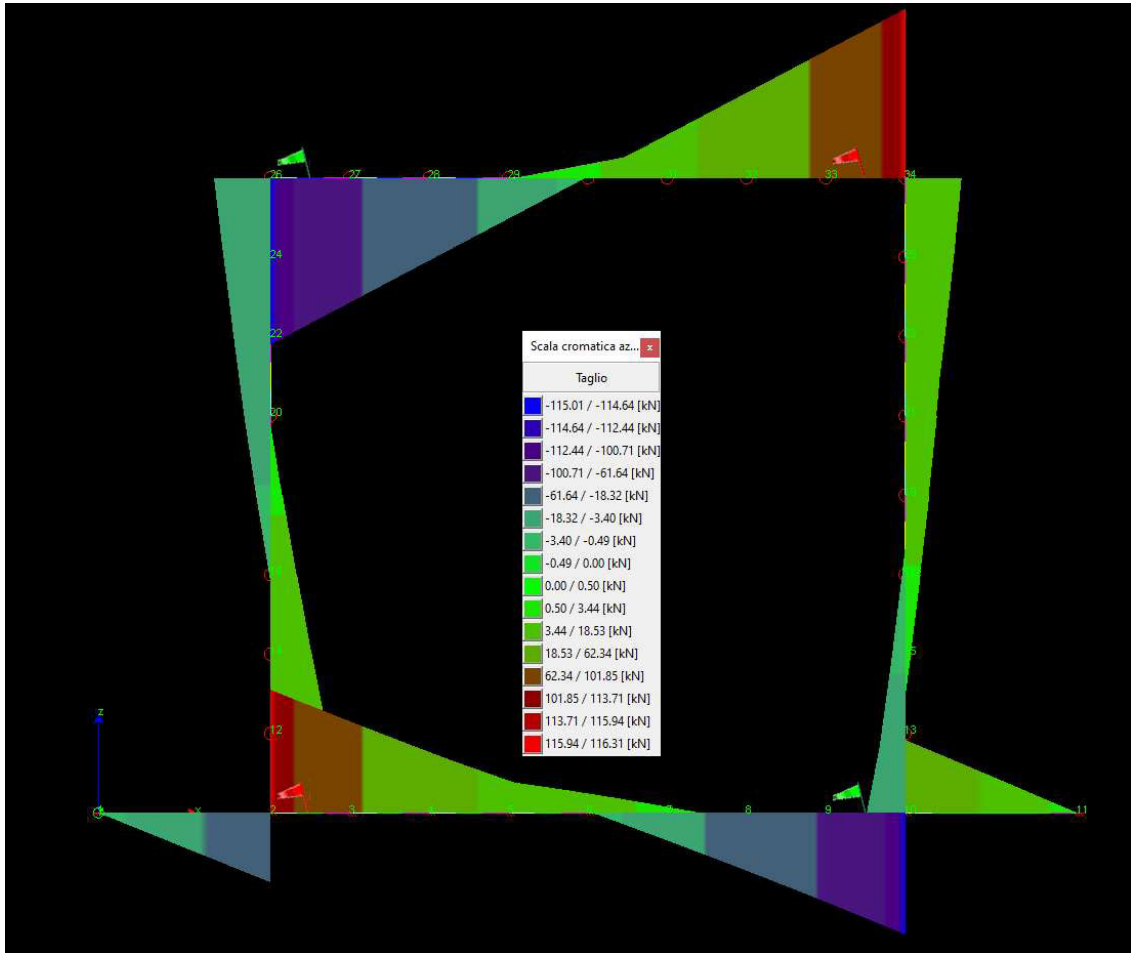 26 27 28 29 31 33 34
24
22
Scala cromatica az... x
Taglio
20
-115.01 / -114.64 [kN]
-114.64 / -112.44 [kN]
-112.44 / -100.71 [kN]
-100.71 / -61.64 [kN]
-61.64 / -18.32 [kN]
-18.32 / -3.40 [kN]
-3.40 / -0.49 [kN]
-0.49 / 0.00 [kN]
0.00 / 0.50 [kN]
0.50 / 3.44 [kN]
3.44 / 18.53 [kN]
18.53 / 62.34 [kN]
62.34 / 101.85 [kN]
101.85 / 113.71 [kN]
113.71 / 115.94 [kN]
115.94 / 116.31 [kN]
z
12 13
x
2 3 7 8 9 11